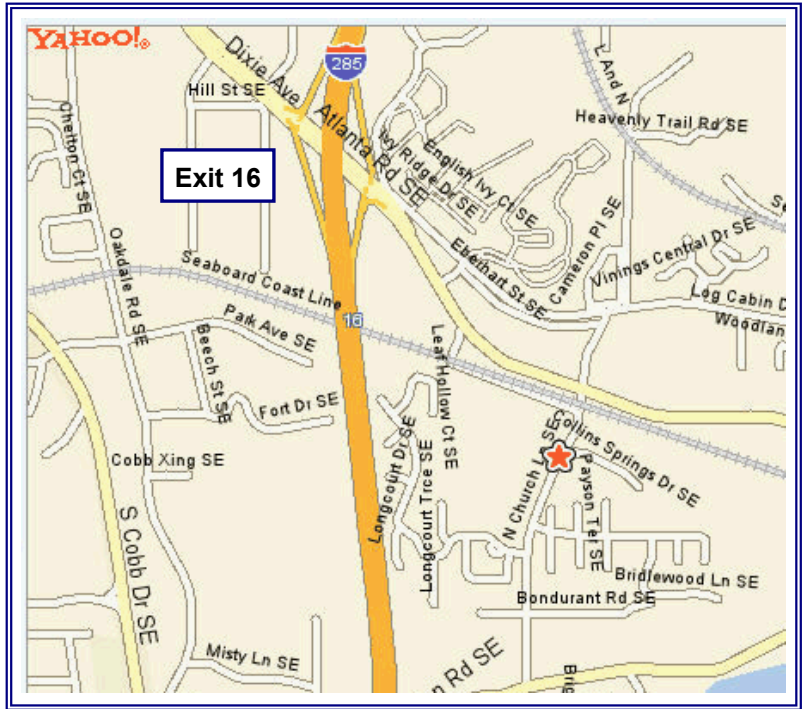 YAHOO!®
Dixie Ave
285
L And N
Hill St SE
Atlanta Rd SE
Heavenly Trail Rd SE
Chelton Ct SE
Ivy Ridge Dr SE
English Ivy Ct SE
Exit 16
Oakdale Rd SE
Eberhart St SE
Cameron Pl SE
Vinings Central Dr SE
Seaboard Coast Line
Log Cabin D
Park Ave SE
16
Woodlan
Beech St SE
Leaf Hollow Ct SE
Fort Dr SE
Collins Springs Dr SE
Cobb Xing SE
Longcourt Dr SE
Longcourt Trce SE
N Church L SE
Payson Ter SE
S Cobb Dr SE
Bridlewood Ln SE
Bondurant Rd SE
Misty Ln SE
n Rd SE